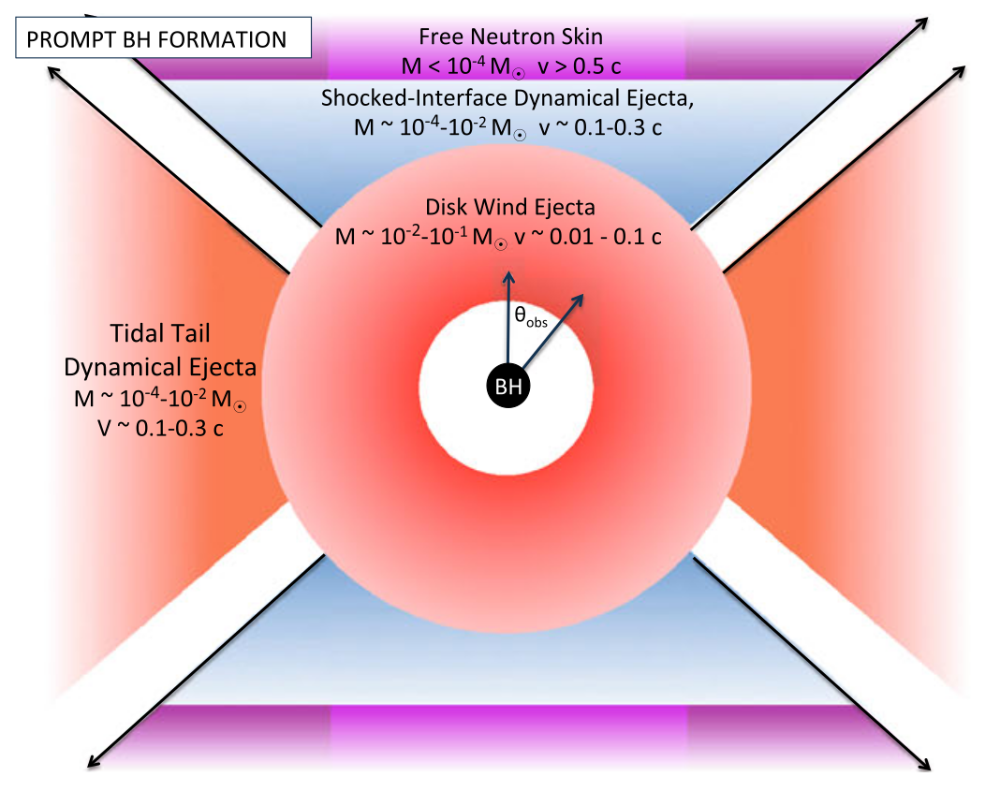 PROMPT BH FORMATION
Free Neutron Skin
M < 10⁻⁴ M☉ v > 0.5 c
Shocked-Interface Dynamical Ejecta,
M ~ 10⁻⁴-10⁻² M☉ v ~ 0.1-0.3 c
Disk Wind Ejecta
M ~ 10⁻²-10⁻¹ M☉ v ~ 0.01 - 0.1 c
θobs
BH
Tidal Tail
Dynamical Ejecta
M ~ 10⁻⁴-10⁻² M☉
V ~ 0.1-0.3 c